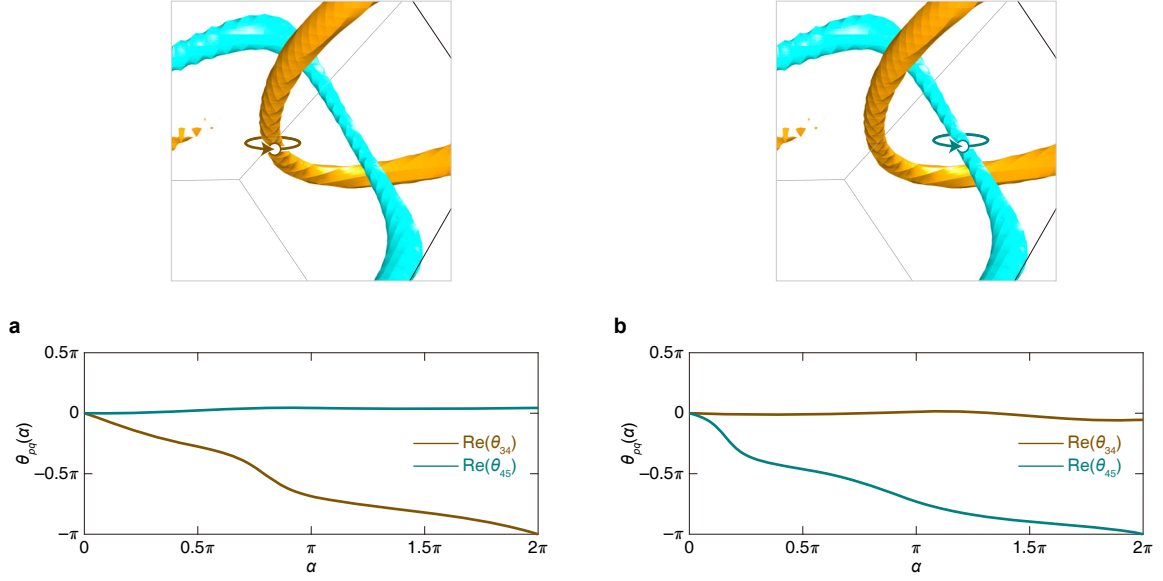 a
0.5π
0
−0.5π
−π
θpq(α)
Re(θ34)
Re(θ45)
0
0.5π
π
1.5π
2π
α
b
0.5π
0
−0.5π
−π
θpq(α)
Re(θ34)
Re(θ45)
0
0.5π
π
1.5π
2π
α